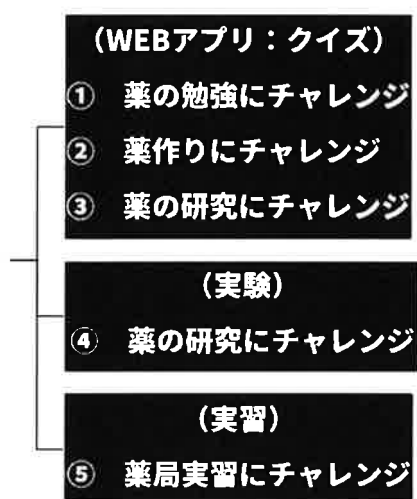 （WEBアプリ：クイズ）
① 薬の勉強にチャレンジ
② 薬作りにチャレンジ
③ 薬の研究にチャレンジ
（実験）
④ 薬の研究にチャレンジ
（実習）
⑤ 薬局実習にチャレンジ